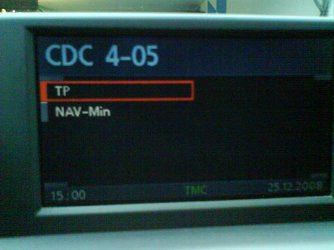 CDC 4-05
TP
NAV-Min
15:00 TMC 25.12.2008